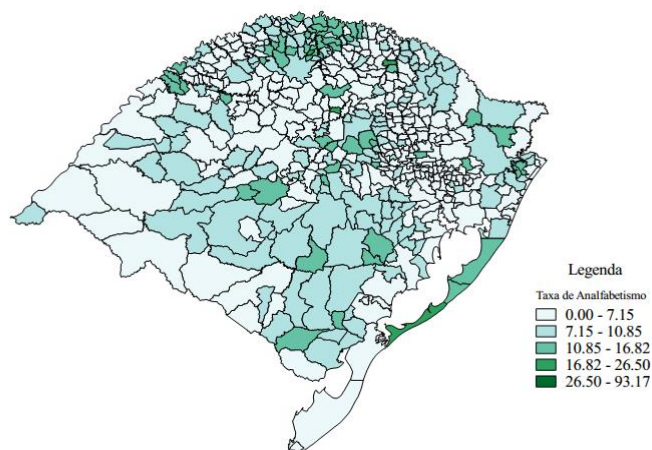 Legenda
Taxa de Analfabetismo
0.00 - 7.15
7.15 - 10.85
10.85 - 16.82
16.82 - 26.50
26.50 - 93.17